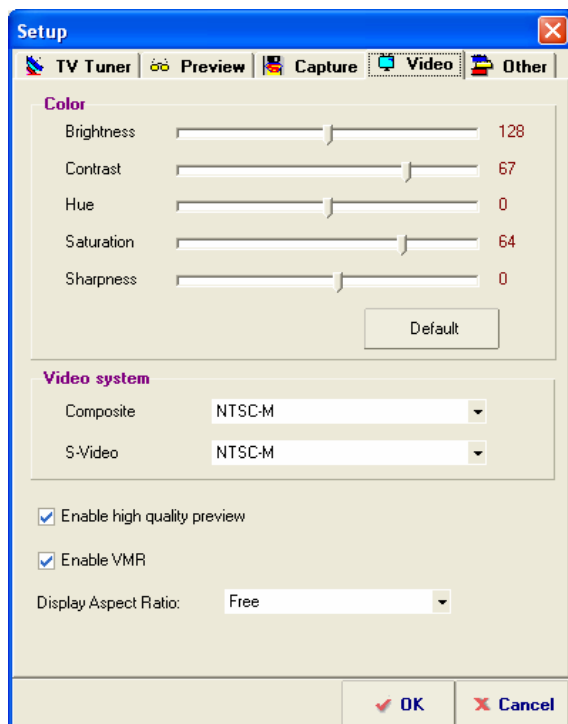 Setup
TV Tuner Preview Capture Video Other
Color
Brightness 128
Contrast 67
Hue 0
Saturation 64
Sharpness 0
Default
Video system
Composite NTSC-M
S-Video NTSC-M
Enable high quality preview
Enable VMR
Display Aspect Ratio: Free
OK Cancel